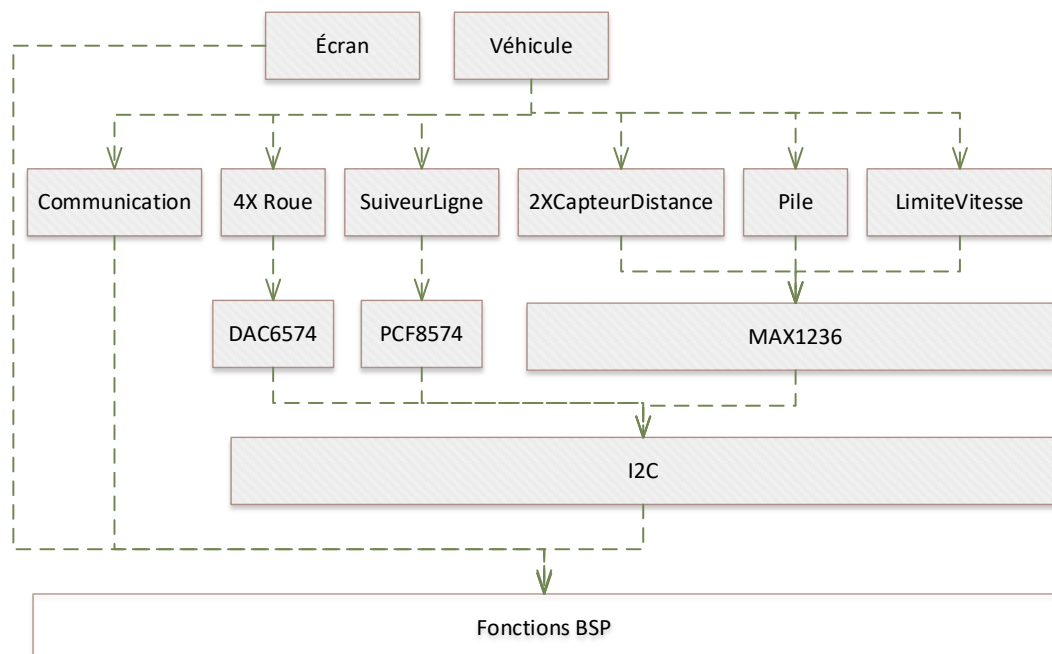 Écran
Véhicule
Communication
4X Roue
SuiveurLigne
2XCapteurDistance
Pile
LimiteVitesse
DAC6574
PCF8574
MAX1236
I2C
Fonctions BSP